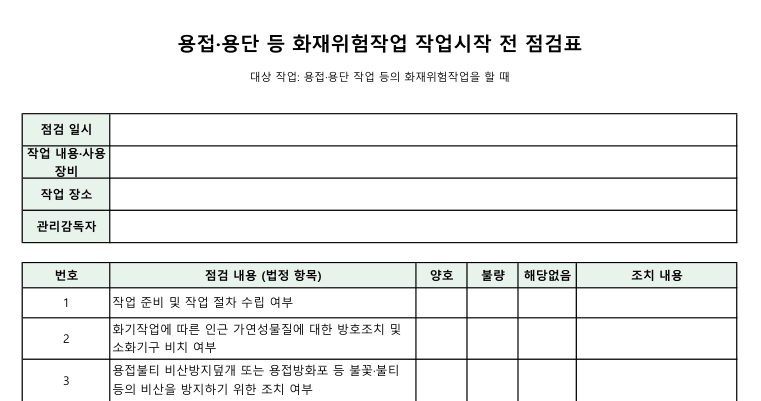 용접·용단 등 화재위험작업 작업시작 전 점검표
대상 작업: 용접·용단 작업 등의 화재위험작업을 할 때
점검 일시
작업 내용·사용
장비
작업 장소
관리감독자
번호 점검 내용 (법정 항목) 양호 불량 해당없음 조치 내용
1 작업 준비 및 작업 절차 수립 여부
2 화기작업에 따른 인근 가연성물질에 대한 방호조치 및
소화기구 비치 여부
3 용접불티 비산방지덮개 또는 용접방화포 등 불꽃·불티
등의 비산을 방지하기 위한 조치 여부